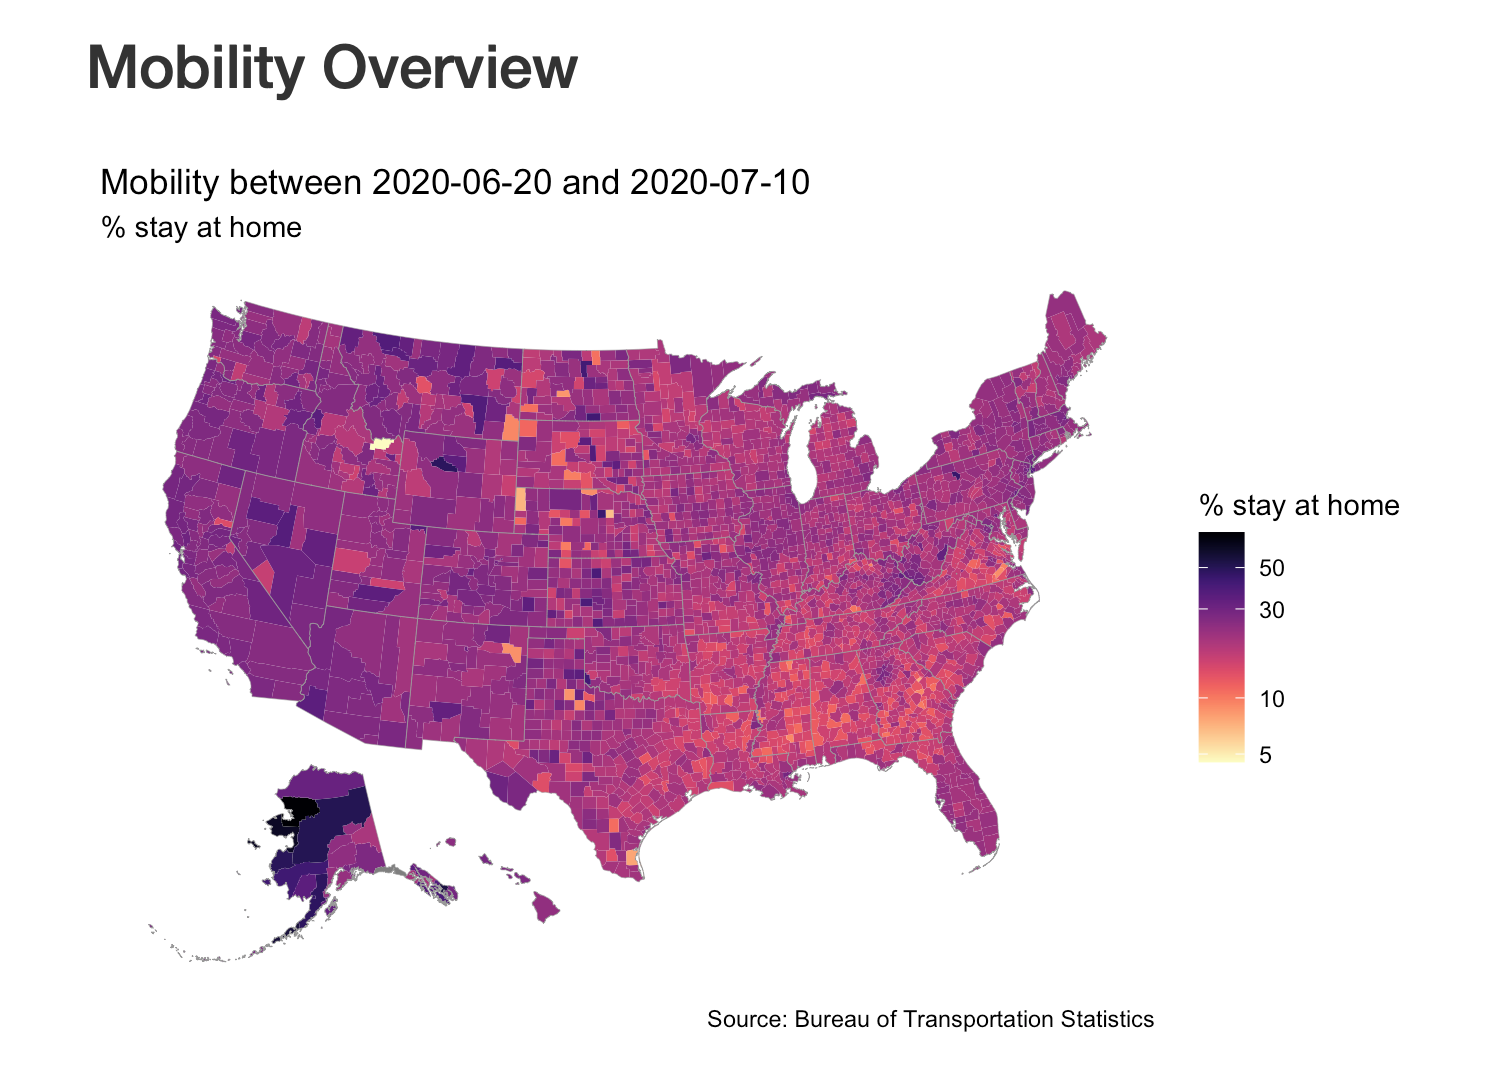 Mobility Overview
Mobility between 2020-06-20 and 2020-07-10
% stay at home
% stay at home
50
30
10
5
Source: Bureau of Transportation Statistics